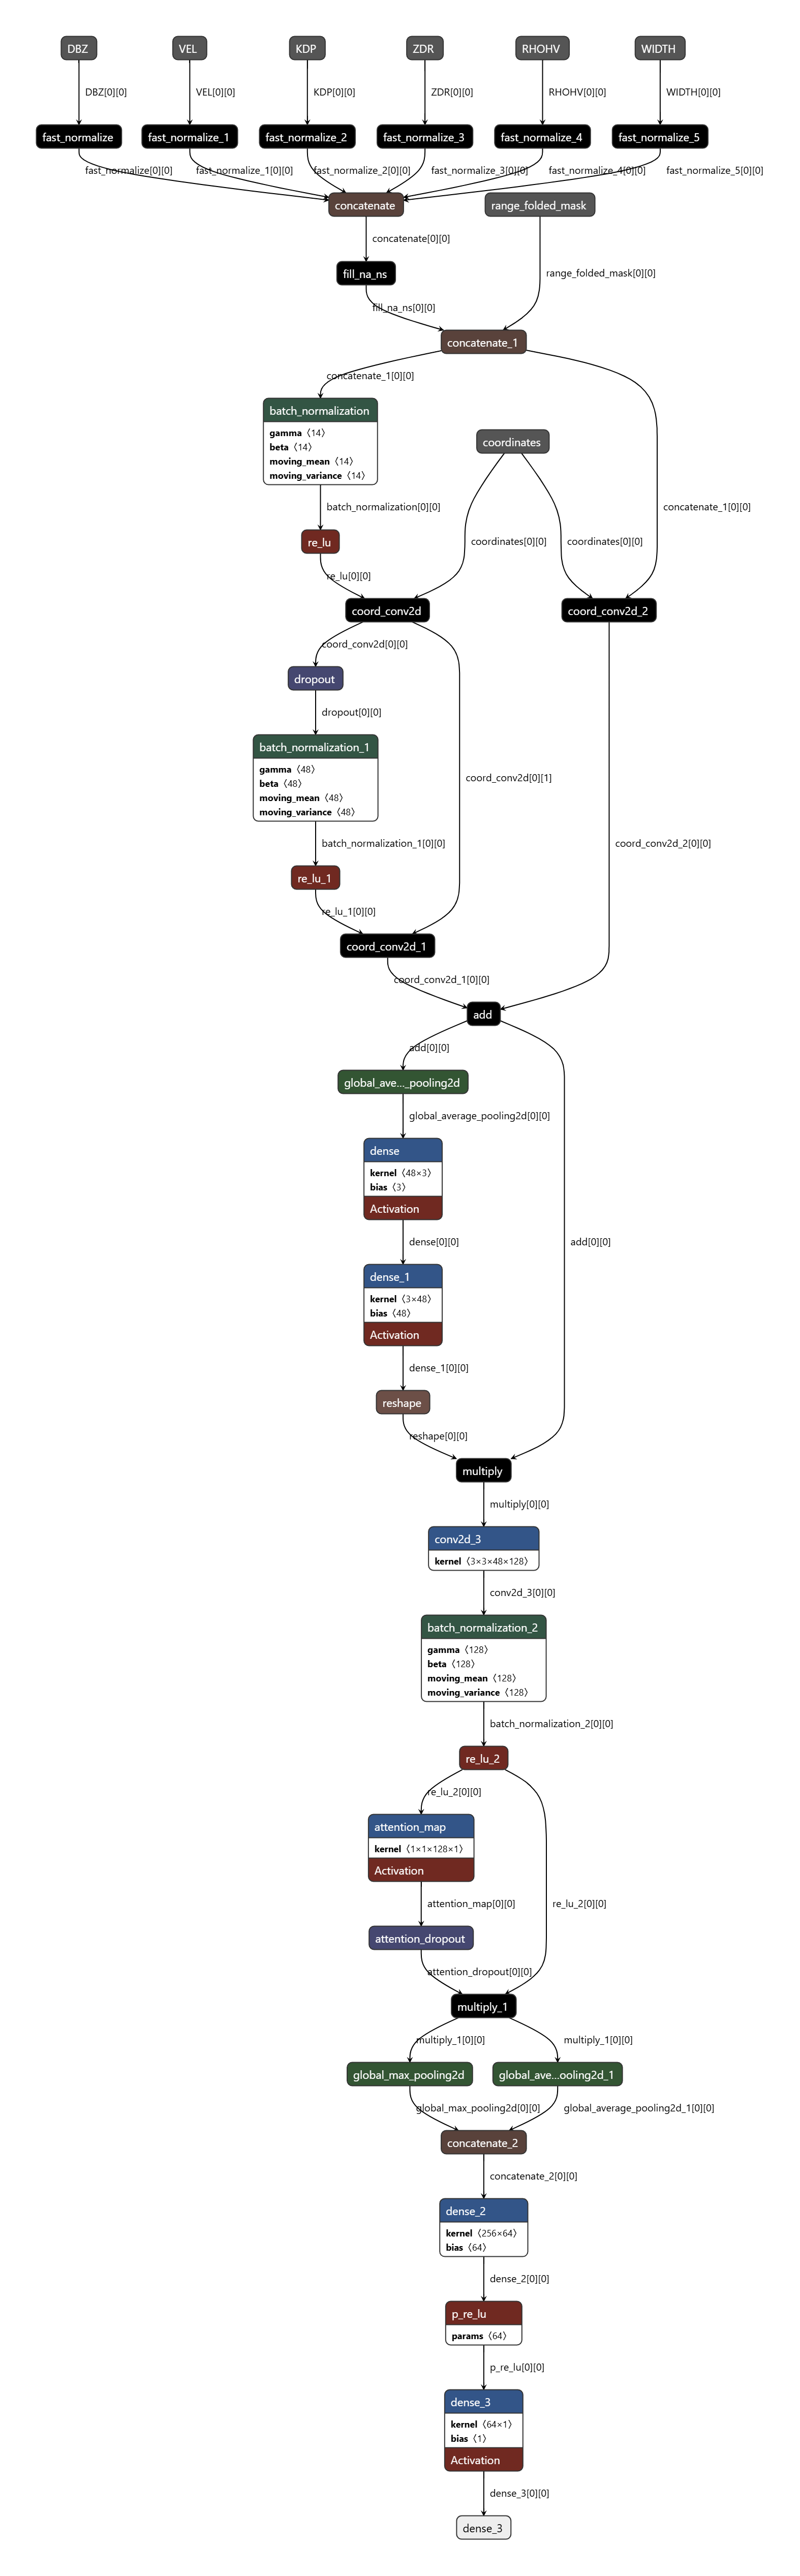 DBZ
VEL
KDP
ZDR
RHOHV
WIDTH
DBZ[0][0]
VEL[0][0]
KDP[0][0]
ZDR[0][0]
RHOHV[0][0]
WIDTH[0][0]
fast_normalize
fast_normalize_1
fast_normalize_2
fast_normalize_3
fast_normalize_4
fast_normalize_5
fast_normalize[0][0]
fast_normalize_1[0][0]
fast_normalize_2[0][0]
fast_normalize_3[0][0]
fast_normalize_4[0][0]
fast_normalize_5[0][0]
concatenate
range_folded_mask
concatenate[0][0]
fill_na_ns
range_folded_mask[0][0]
fill_na_ns[0][0]
concatenate_1
concatenate_1[0][0]
batch_normalization
gamma 〈14〉
beta 〈14〉
moving_mean 〈14〉
moving_variance 〈14〉
coordinates
batch_normalization[0][0]
concatenate_1[0][0]
re_lu
coordinates[0][0]
coordinates[0][0]
re_lu[0][0]
coord_conv2d
coord_conv2d_2
coord_conv2d[0][0]
dropout
dropout[0][0]
batch_normalization_1
gamma 〈48〉
beta 〈48〉
moving_mean 〈48〉
moving_variance 〈48〉
coord_conv2d[0][1]
batch_normalization_1[0][0]
coord_conv2d_2[0][0]
re_lu_1
re_lu_1[0][0]
coord_conv2d_1
coord_conv2d_1[0][0]
add
add[0][0]
global_ave..._pooling2d
global_average_pooling2d[0][0]
dense
kernel 〈48×3〉
bias 〈3〉
Activation
dense[0][0]
add[0][0]
dense_1
kernel 〈3×48〉
bias 〈48〉
Activation
dense_1[0][0]
reshape
reshape[0][0]
multiply
multiply[0][0]
conv2d_3
kernel 〈3×3×48×128〉
conv2d_3[0][0]
batch_normalization_2
gamma 〈128〉
beta 〈128〉
moving_mean 〈128〉
moving_variance 〈128〉
batch_normalization_2[0][0]
re_lu_2
re_lu_2[0][0]
attention_map
kernel 〈1×1×128×1〉
Activation
attention_map[0][0]
re_lu_2[0][0]
attention_dropout
attention_dropout[0][0]
multiply_1
multiply_1[0][0]
multiply_1[0][0]
global_max_pooling2d
global_ave...ooling2d_1
global_max_pooling2d[0][0]
global_average_pooling2d_1[0][0]
concatenate_2
concatenate_2[0][0]
dense_2
kernel 〈256×64〉
bias 〈64〉
dense_2[0][0]
p_re_lu
params 〈64〉
p_re_lu[0][0]
dense_3
kernel 〈64×1〉
bias 〈1〉
Activation
dense_3[0][0]
dense_3